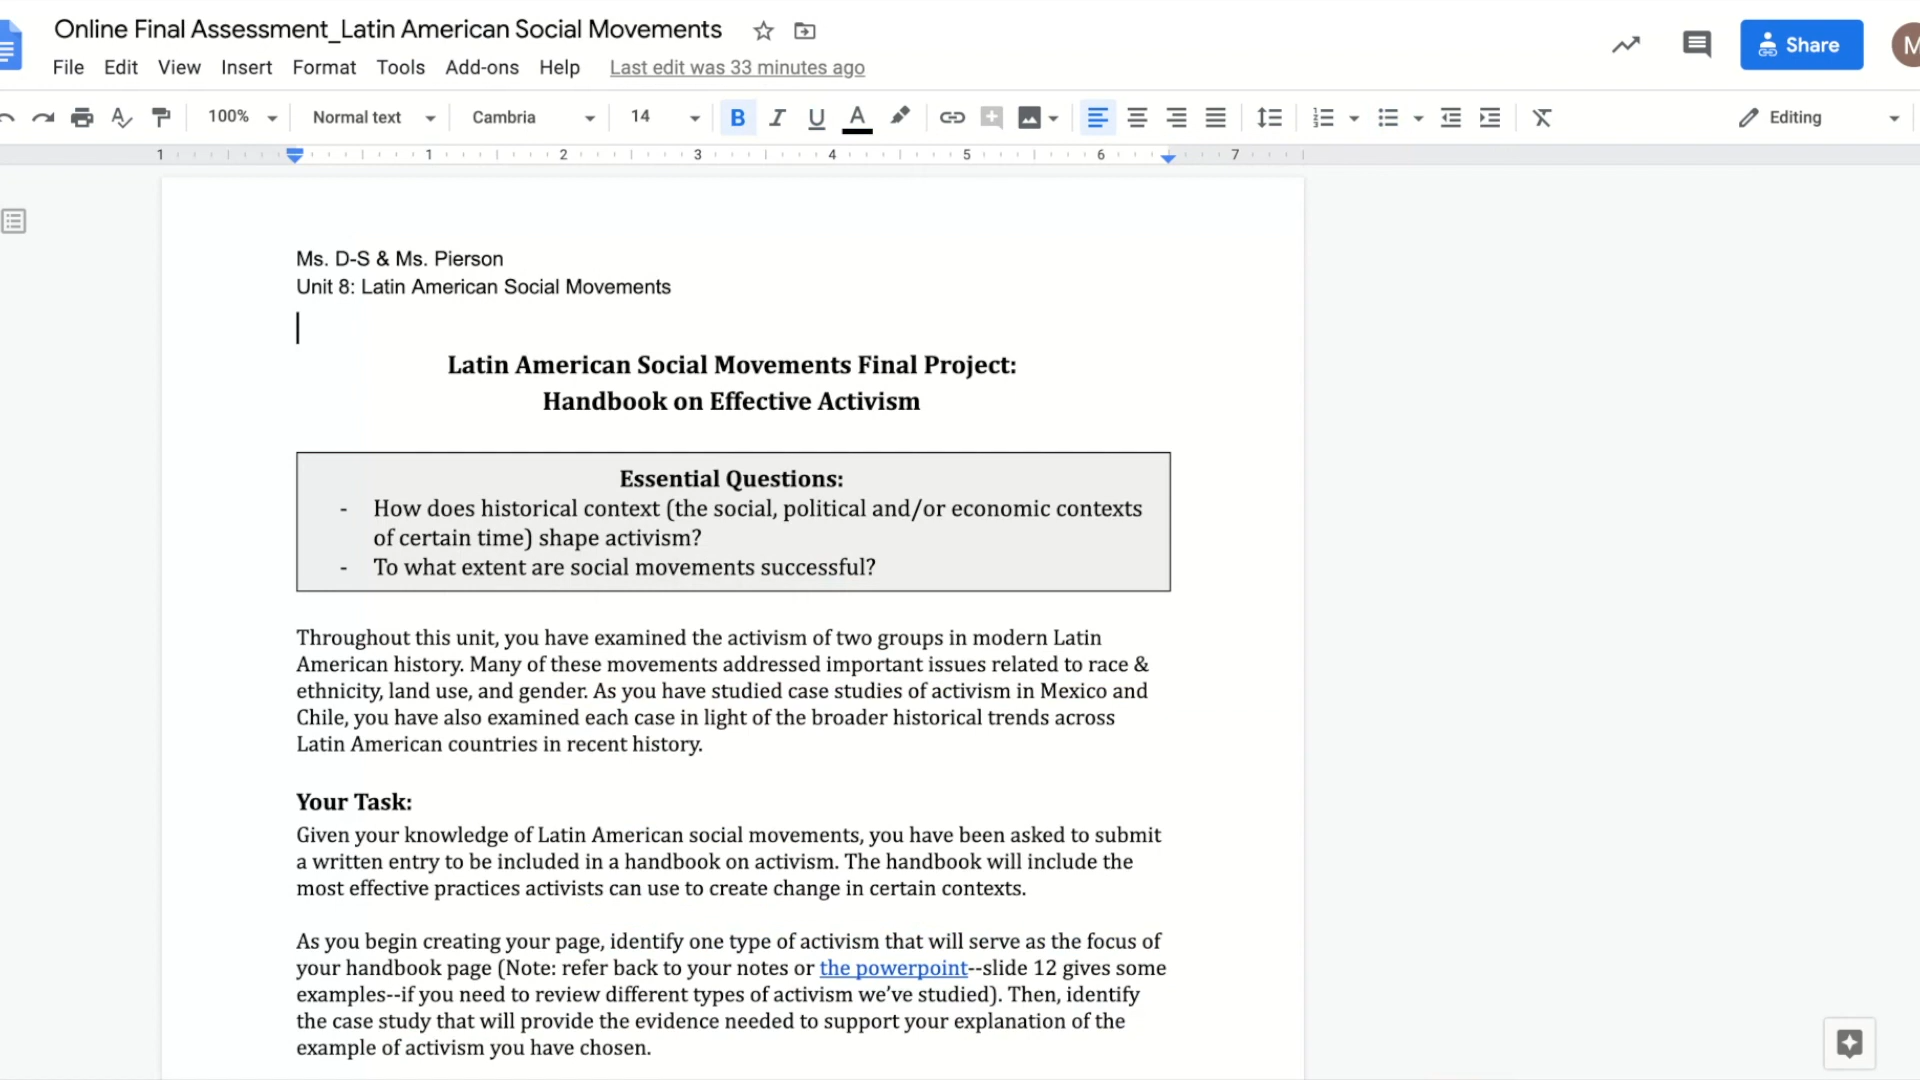 Online Final Assessment_Latin American Social Movements
File Edit View Insert Format Tools Add-ons Help Last edit was 33 minutes ago
Share
M
100% Normal text Cambria 14 B I U A Editing
1 1 2 3 4 5 6 7
Ms. D-S & Ms. Pierson
Unit 8: Latin American Social Movements
Latin American Social Movements Final Project:
Handbook on Effective Activism
Essential Questions:
- How does historical context (the social, political and/or economic contexts
of certain time) shape activism?
- To what extent are social movements successful?
Throughout this unit, you have examined the activism of two groups in modern Latin
American history. Many of these movements addressed important issues related to race &
ethnicity, land use, and gender. As you have studied case studies of activism in Mexico and
Chile, you have also examined each case in light of the broader historical trends across
Latin American countries in recent history.
Your Task:
Given your knowledge of Latin American social movements, you have been asked to submit
a written entry to be included in a handbook on activism. The handbook will include the
most effective practices activists can use to create change in certain contexts.
As you begin creating your page, identify one type of activism that will serve as the focus of
your handbook page (Note: refer back to your notes or the powerpoint--slide 12 gives some
examples--if you need to review different types of activism we’ve studied). Then, identify
the case study that will provide the evidence needed to support your explanation of the
example of activism you have chosen.